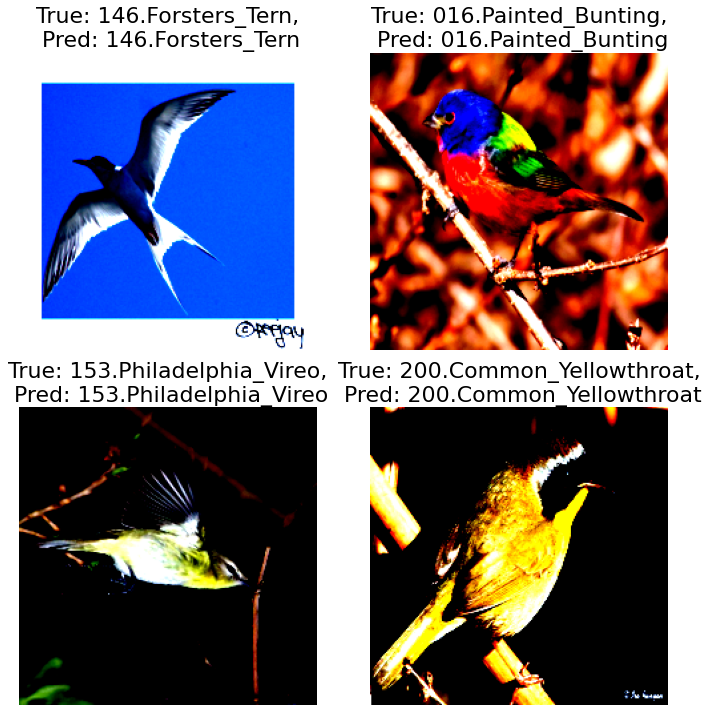 True: 146.Forsters_Tern,
Pred: 146.Forsters_Tern
True: 016.Painted_Bunting,
Pred: 016.Painted_Bunting
©peejay
True: 153.Philadelphia_Vireo,
Pred: 153.Philadelphia_Vireo
True: 200.Common_Yellowthroat,
Pred: 200.Common_Yellowthroat